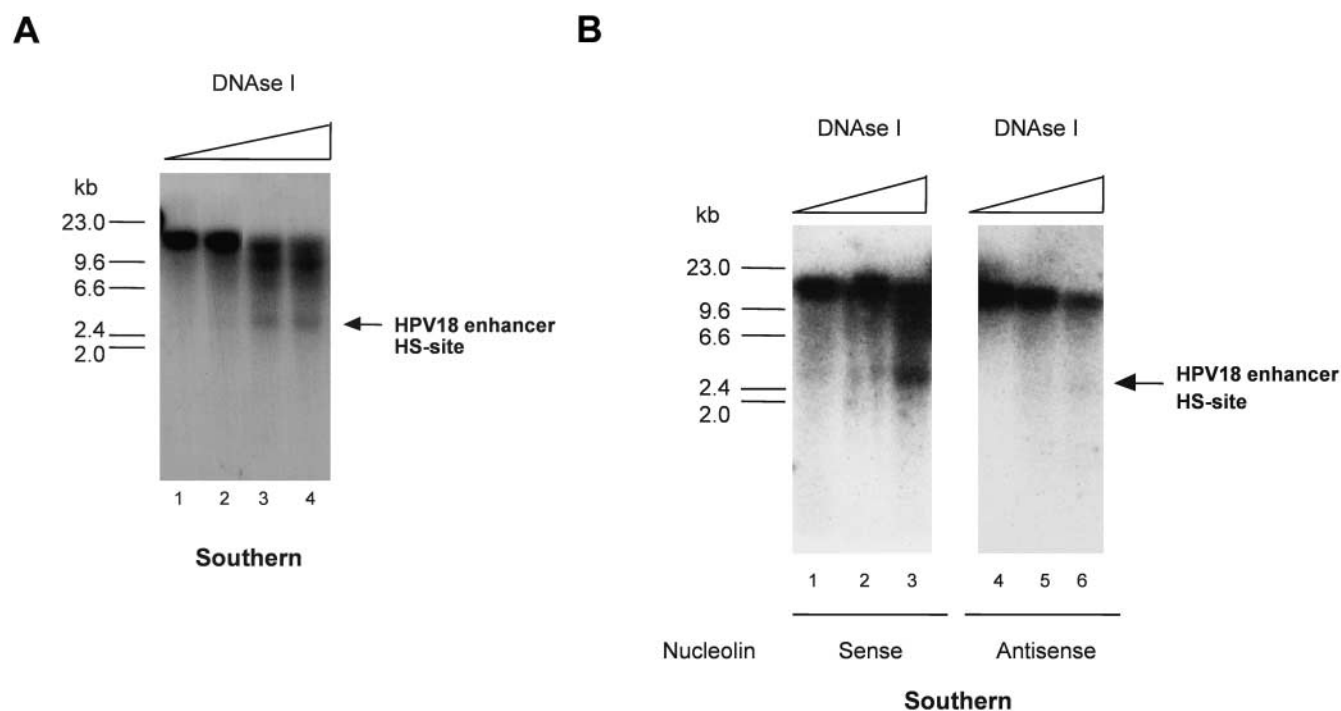 A
DNAse I
kb
23.0
9.6
6.6
2.4
2.0
HPV18 enhancer
HS-site
1 2 3 4
Southern
B
DNAse I DNAse I
kb
23.0
9.6
6.6
2.4
2.0
HPV18 enhancer
HS-site
1 2 3 4 5 6
Nucleolin Sense Antisense
Southern